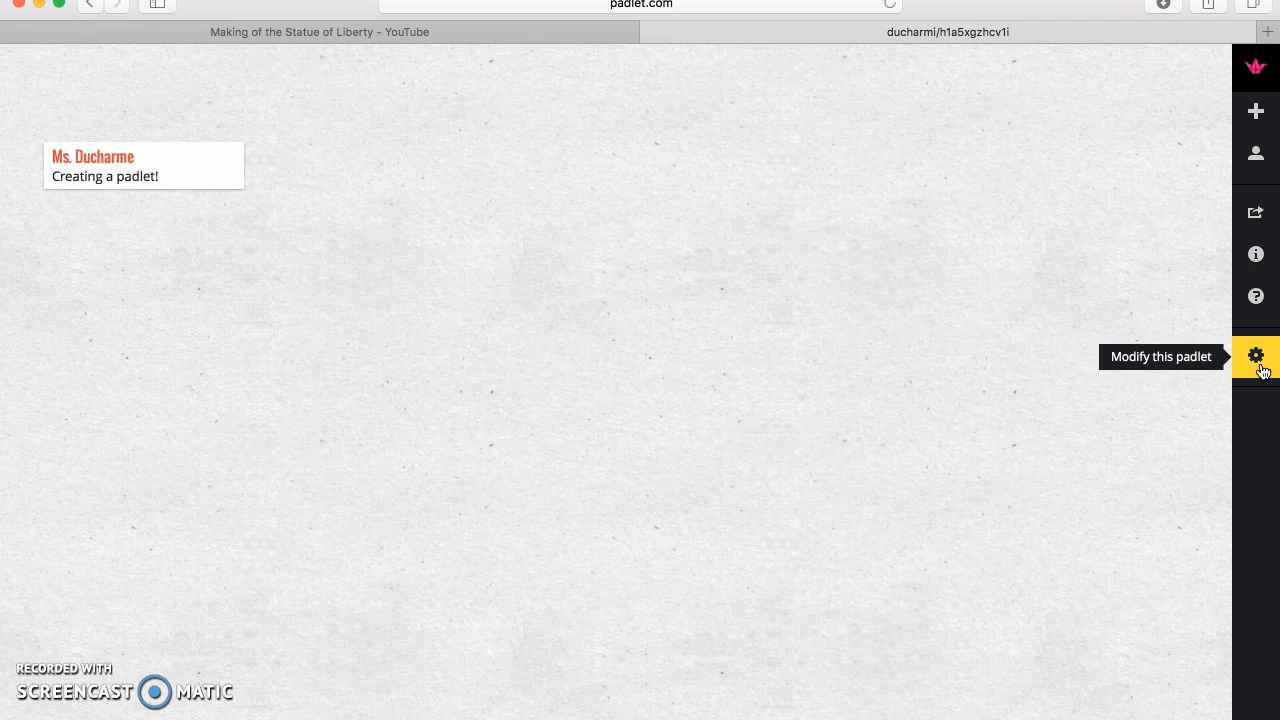 padlet.com
Making of the Statue of Liberty - YouTube
ducharmi/h1a5xgzhcv1i
Ms. Ducharme
Creating a padlet!
Modify this padlet
RECORDED WITH
SCREENCAST MATIC